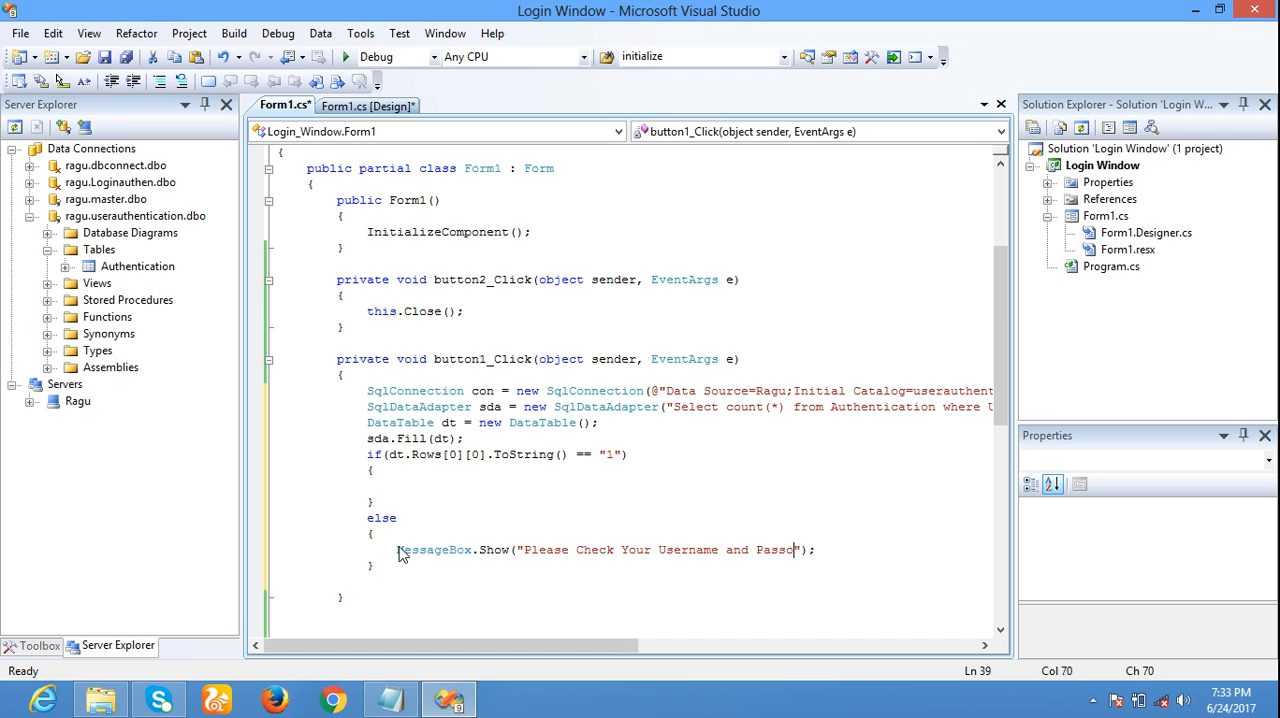 Login Window - Microsoft Visual Studio
File Edit View Refactor Project Build Debug Data Tools Test Window Help
Debug Any CPU initialize
Server Explorer
Form1.cs* Form1.cs [Design]*
Solution Explorer - Solution 'Login W...
Login_Window.Form1
button1_Click(object sender, EventArgs e)
Data Connections
ragu.dbconnect.dbo
ragu.Loginauthen.dbo
ragu.master.dbo
ragu.userauthentication.dbo
Database Diagrams
Tables
Authentication
Views
Stored Procedures
Functions
Synonyms
Types
Assemblies
Servers
Ragu
Toolbox Server Explorer
{
public partial class Form1 : Form
{
public Form1()
{
InitializeComponent();
}
private void button2_Click(object sender, EventArgs e)
{
this.Close();
}
private void button1_Click(object sender, EventArgs e)
{
SqlConnection con = new SqlConnection(@"Data Source=Ragu;Initial Catalog=userauthent
SqlDataAdapter sda = new SqlDataAdapter("Select count(*) from Authentication where U
DataTable dt = new DataTable();
sda.Fill(dt);
if(dt.Rows[0][0].ToString() == "1")
{
}
else
{
MessageBox.Show("Please Check Your Username and Passo");
}
}
Solution 'Login Window' (1 project)
Login Window
Properties
References
Form1.cs
Form1.Designer.cs
Form1.resx
Program.cs
Properties
Ready
Ln 39 Col 70 Ch 70
7:33 PM
6/24/2017